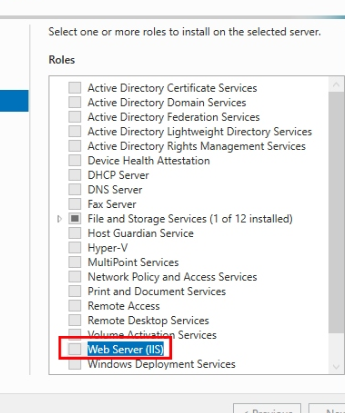 Select one or more roles to install on the selected server.
Roles
Active Directory Certificate Services
Active Directory Domain Services
Active Directory Federation Services
Active Directory Lightweight Directory Services
Active Directory Rights Management Services
Device Health Attestation
DHCP Server
DNS Server
Fax Server
File and Storage Services (1 of 12 installed)
Host Guardian Service
Hyper-V
MultiPoint Services
Network Policy and Access Services
Print and Document Services
Remote Access
Remote Desktop Services
Volume Activation Services
Web Server (IIS)
Windows Deployment Services
< Previous